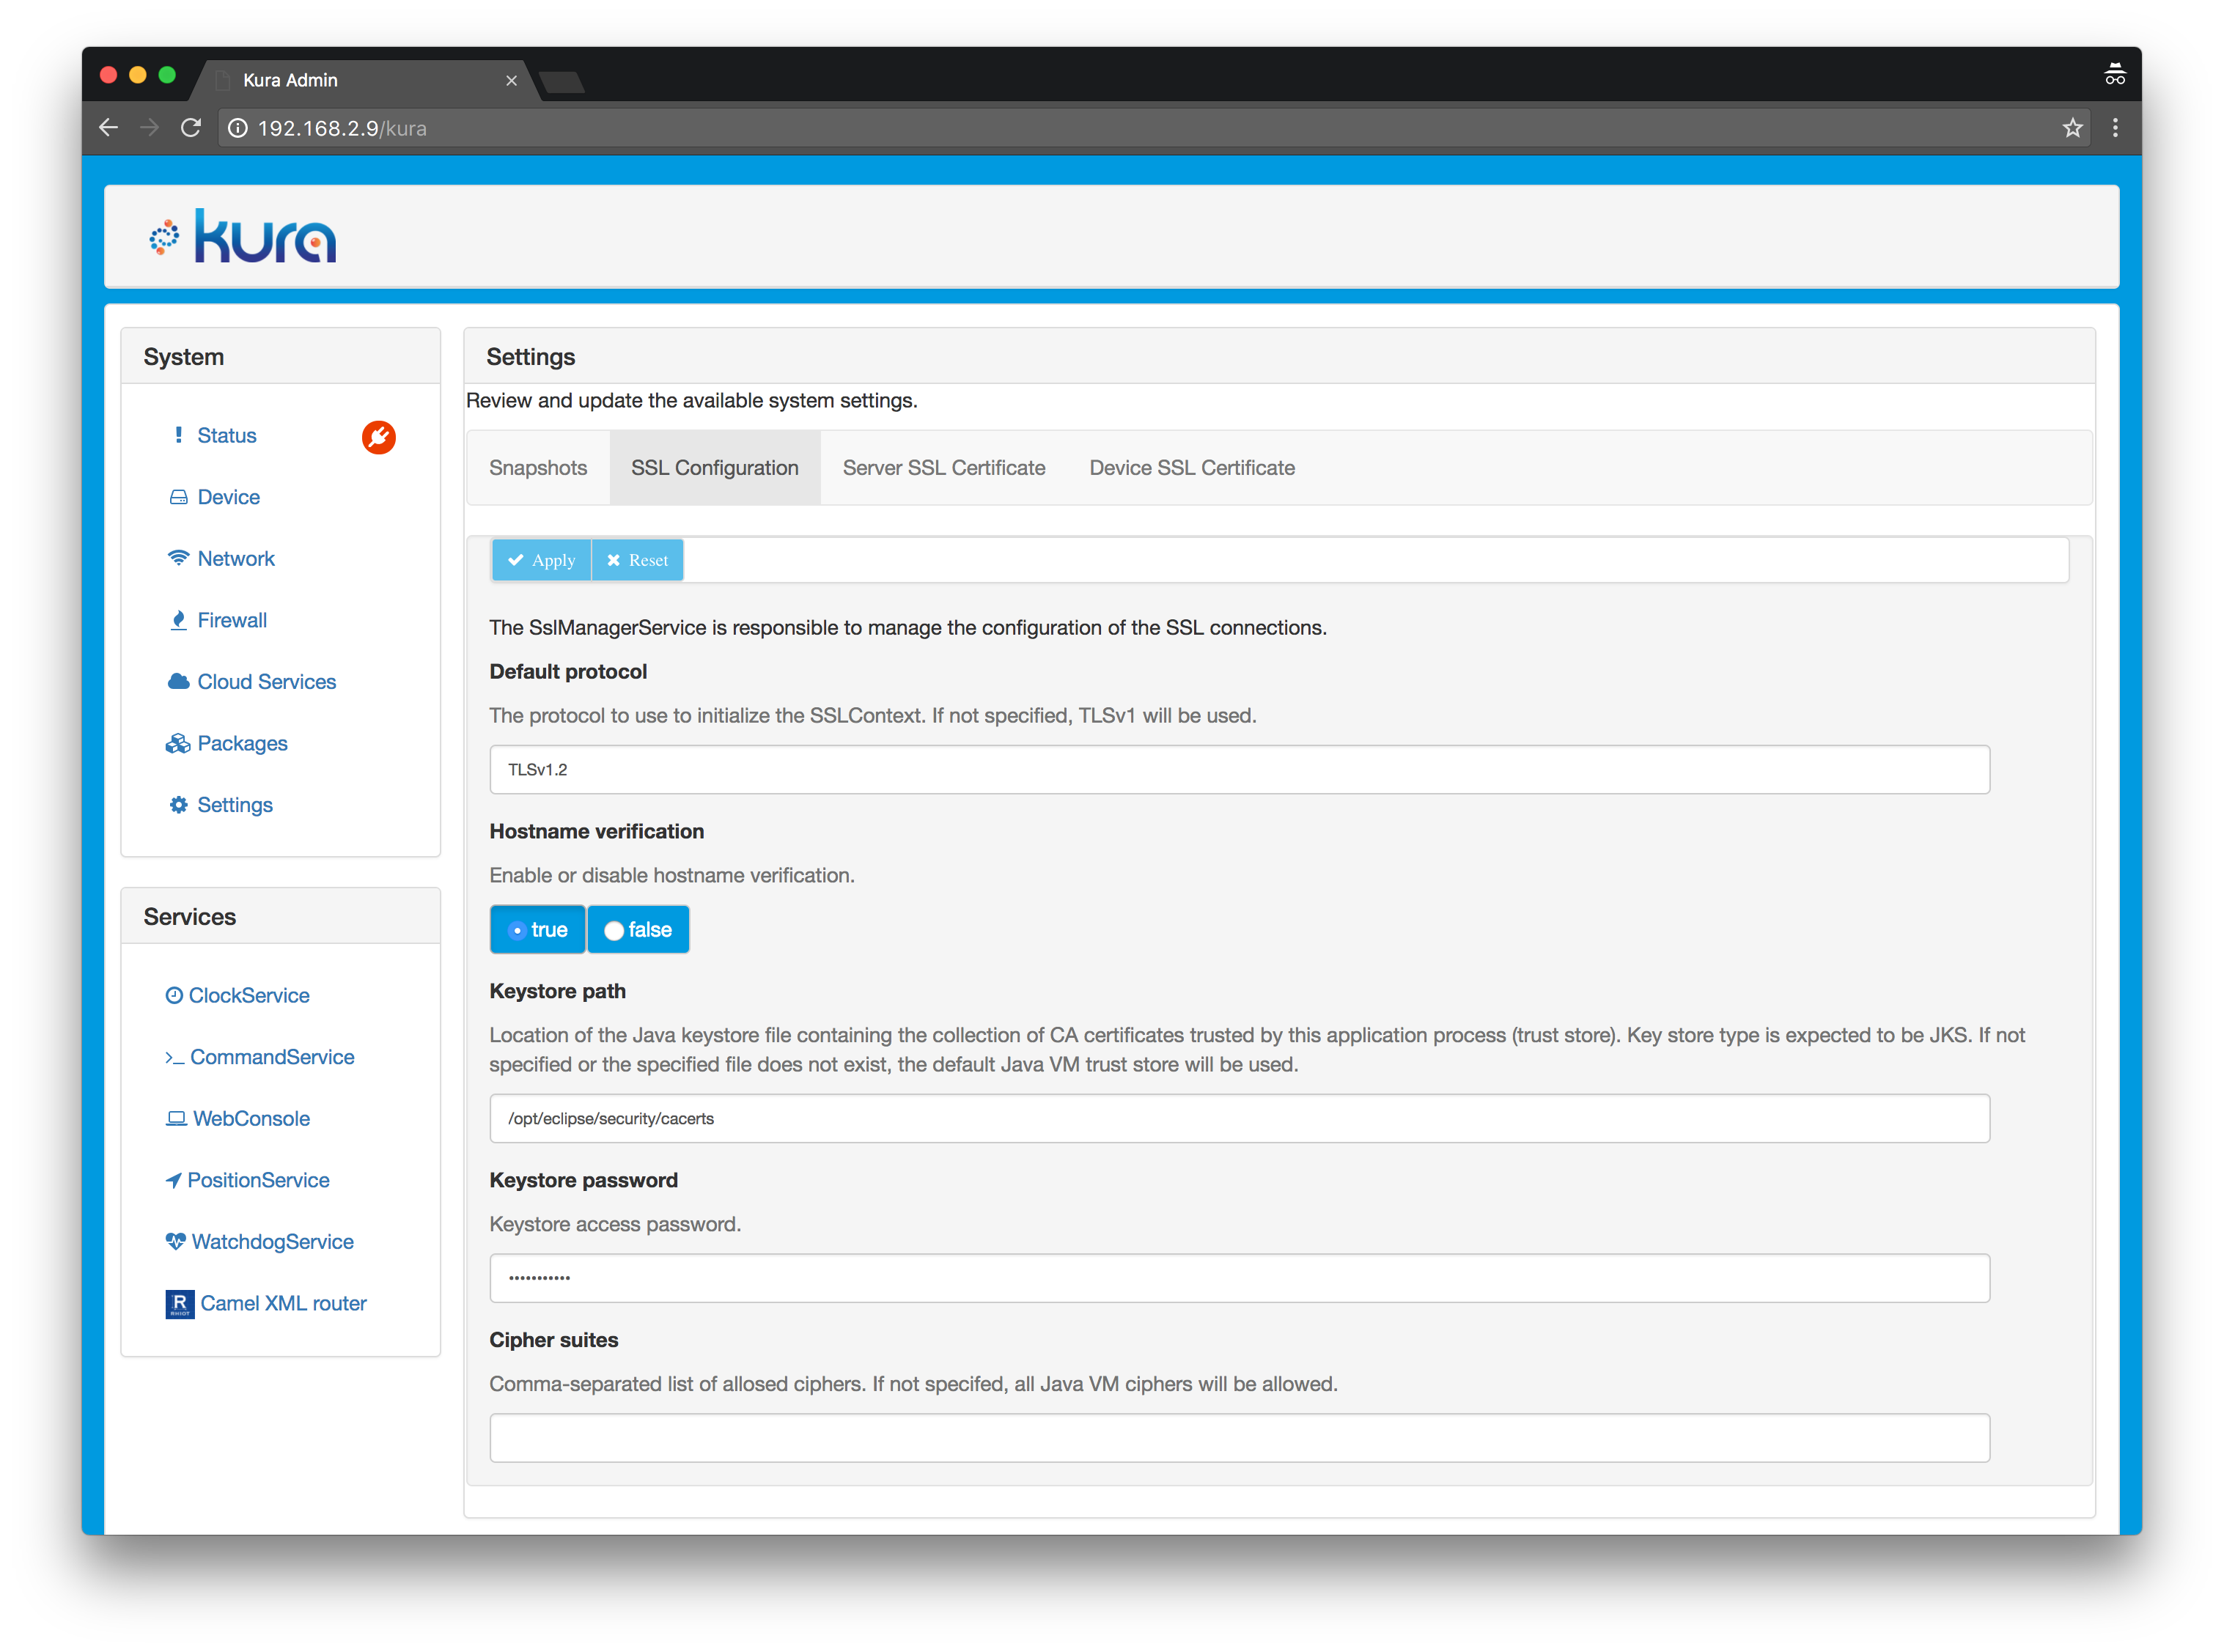 Kura Admin
192.168.2.9/kura
kura
System
Status
Device
Network
Firewall
Cloud Services
Packages
Settings
Services
ClockService
CommandService
WebConsole
PositionService
WatchdogService
R
RHIOT
Camel XML router
Settings
Review and update the available system settings.
Snapshots SSL Configuration Server SSL Certificate Device SSL Certificate
Apply Reset
The SslManagerService is responsible to manage the configuration of the SSL connections.
Default protocol
The protocol to use to initialize the SSLContext. If not specified, TLSv1 will be used.
TLSv1.2
Hostname verification
Enable or disable hostname verification.
true false
Keystore path
Location of the Java keystore file containing the collection of CA certificates trusted by this application process (trust store). Key store type is expected to be JKS. If not
specified or the specified file does not exist, the default Java VM trust store will be used.
/opt/eclipse/security/cacerts
Keystore password
Keystore access password.
•••••••••••
Cipher suites
Comma-separated list of allosed ciphers. If not specifed, all Java VM ciphers will be allowed.